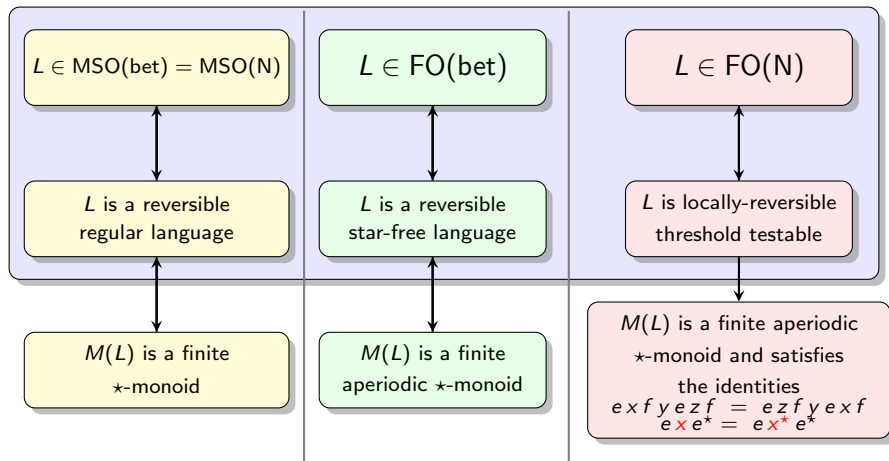 L ∈ MSO(bet) = MSO(N)
L ∈ FO(bet)
L ∈ FO(N)
L is a reversible
regular language
L is a reversible
star-free language
L is locally-reversible
threshold testable
M(L) is a finite
⋆-monoid
M(L) is a finite
aperiodic ⋆-monoid
M(L) is a finite aperiodic
⋆-monoid and satisfies
the identities
e x f y e z f = e z f y e x f
e x e⋆ = e x⋆ e⋆